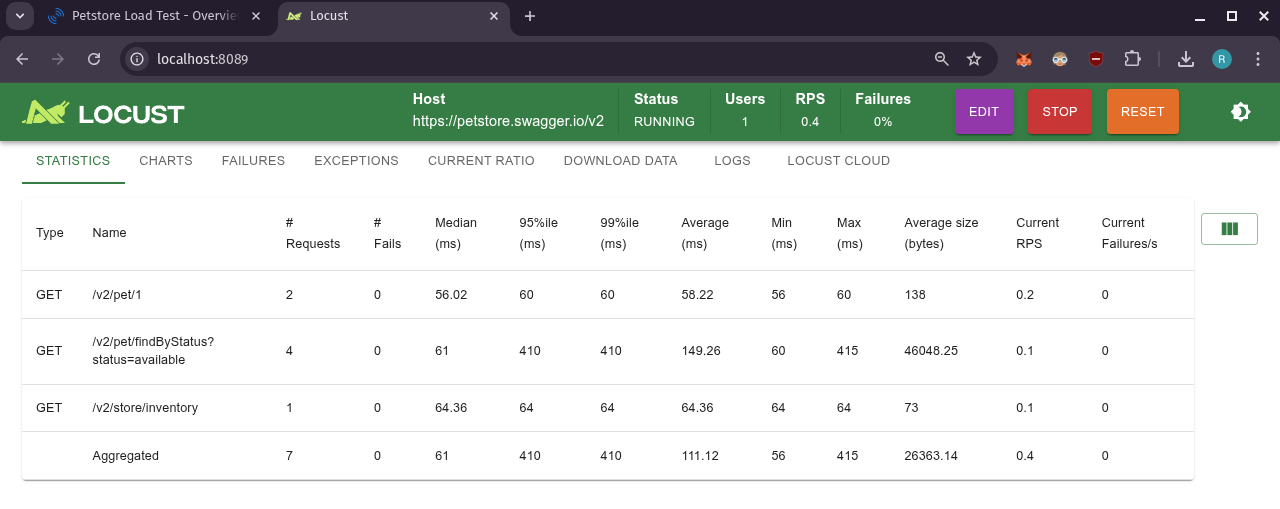 Petstore Load Test - Overvie
Locust
localhost:8089
R
LOCUST
Host
https://petstore.swagger.io/v2
Status
RUNNING
Users
1
RPS
0.4
Failures
0%
EDIT
STOP
RESET
STATISTICS CHARTS FAILURES EXCEPTIONS CURRENT RATIO DOWNLOAD DATA LOGS LOCUST CLOUD
Type Name # Requests # Fails Median (ms) 95%ile (ms) 99%ile (ms) Average (ms) Min (ms) Max (ms) Average size (bytes) Current RPS Current Failures/s
GET /v2/pet/1 2 0 56.02 60 60 58.22 56 60 138 0.2 0
GET /v2/pet/findByStatus?status=available 4 0 61 410 410 149.26 60 415 46048.25 0.1 0
GET /v2/store/inventory 1 0 64.36 64 64 64.36 64 64 73 0.1 0
Aggregated 7 0 61 410 410 111.12 56 415 26363.14 0.4 0